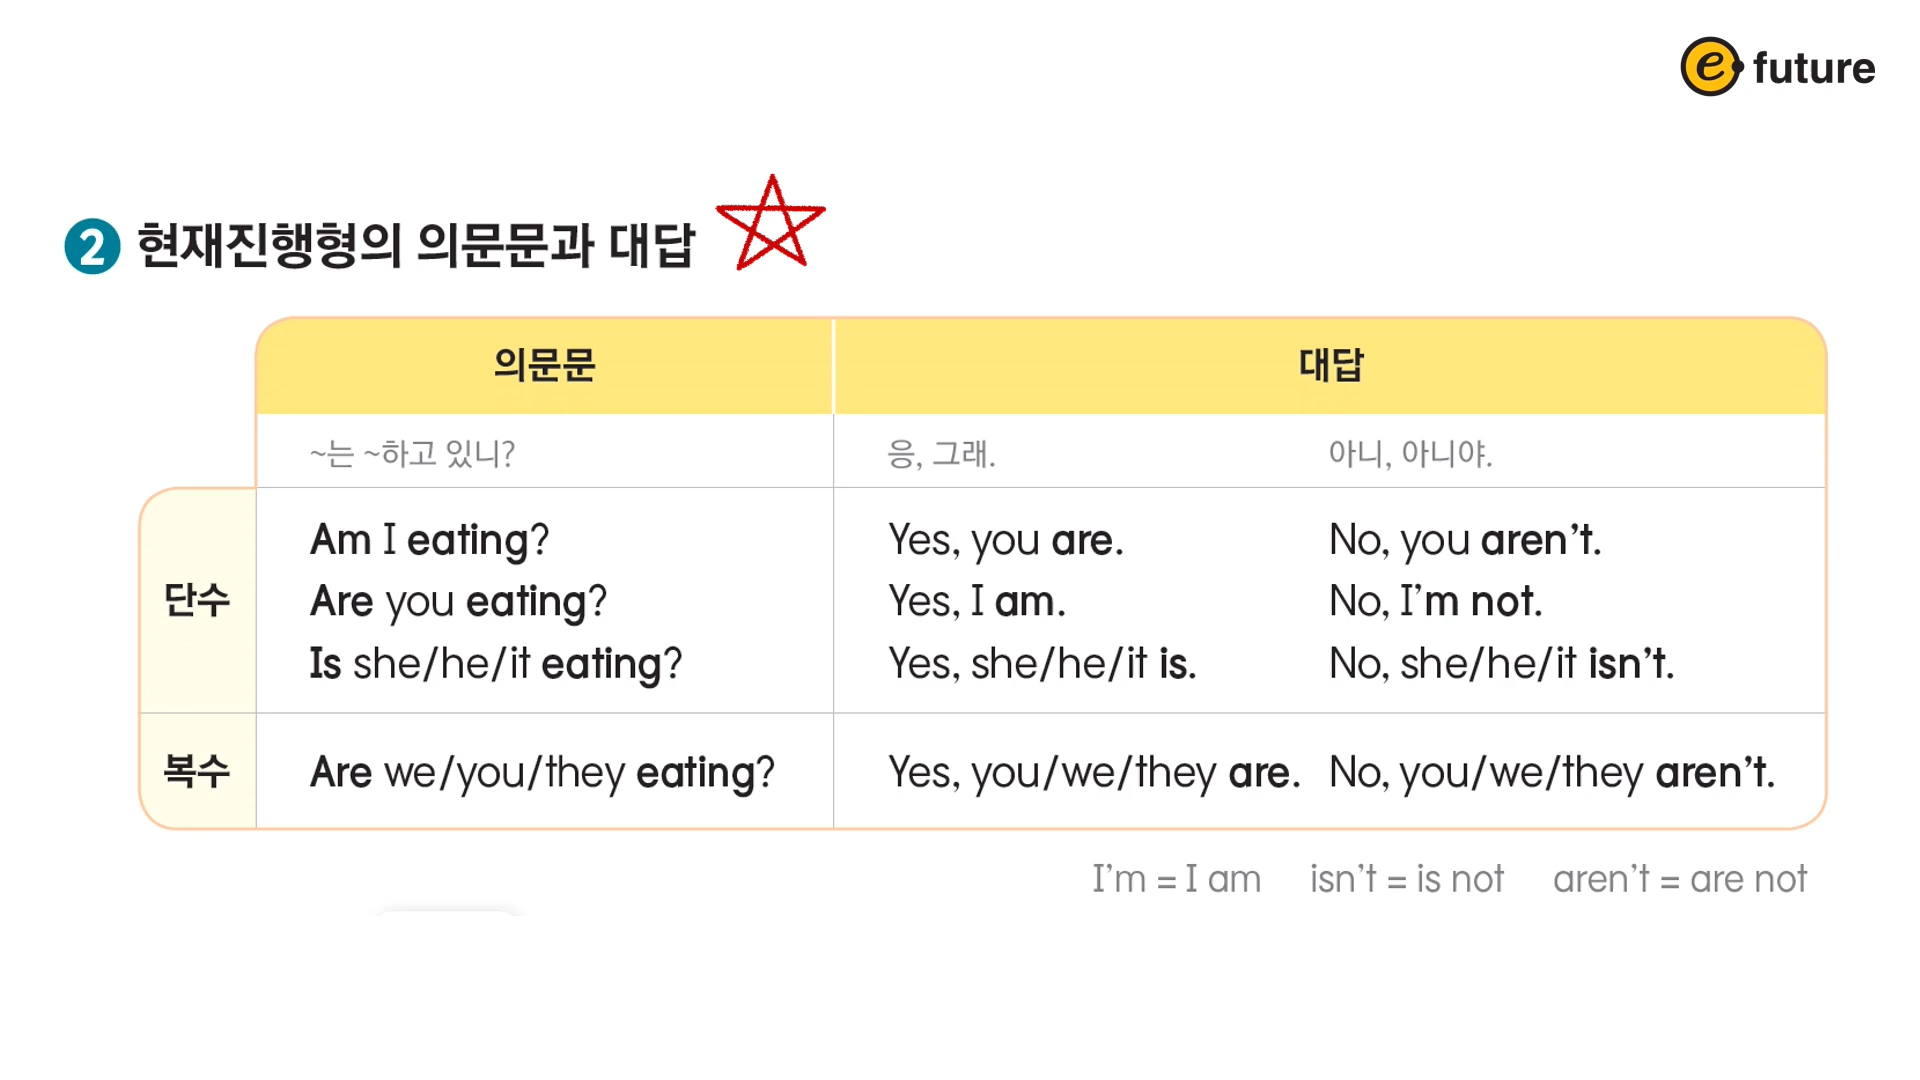 e future
2 현재진행형의 의문문과 대답
의문문 대답
~는 ~하고 있니? 응, 그래. 아니, 아니야.
단수
Am I eating? Yes, you are. No, you aren’t.
Are you eating? Yes, I am. No, I’m not.
Is she/he/it eating? Yes, she/he/it is. No, she/he/it isn’t.
복수 Are we/you/they eating? Yes, you/we/they are. No, you/we/they aren’t.
I’m = I am isn’t = is not aren’t = are not